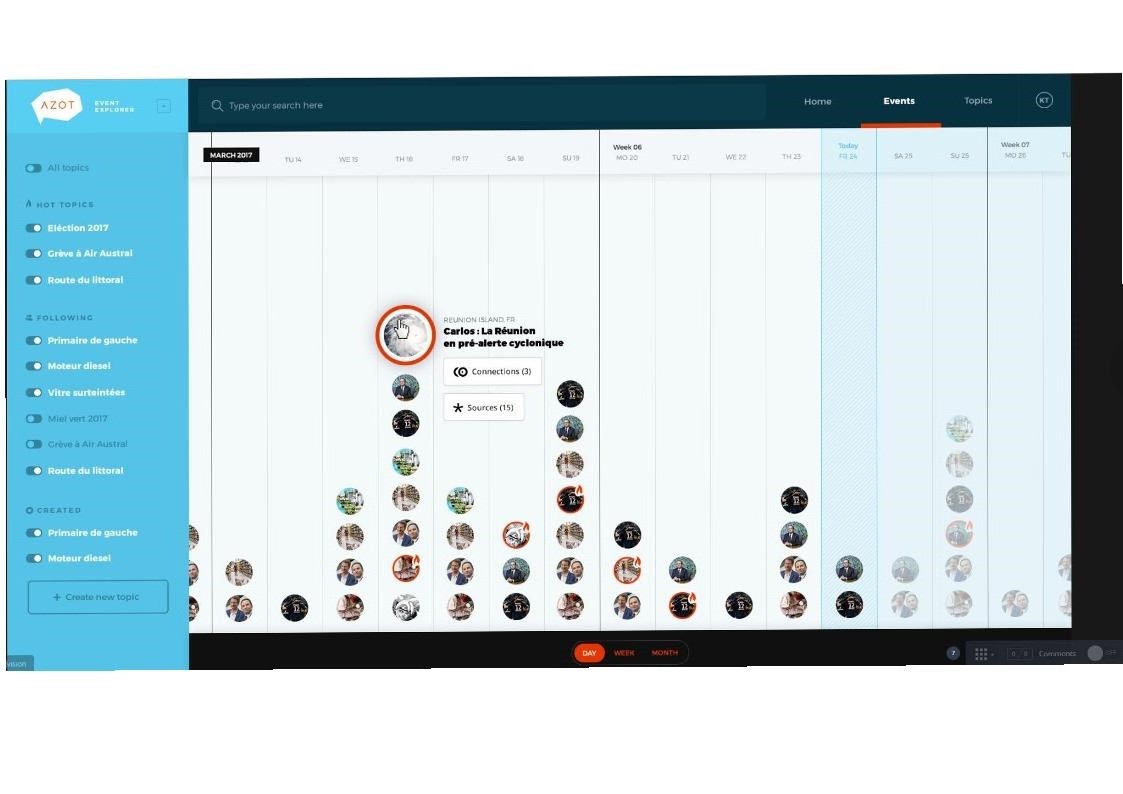 AZOT
EVENT
EXPLORER
Type your search here
Home
Events
Topics
KT
MARCH 2017
TU 14
WE 15
TH 16
FR 17
SA 18
SU 19
Week 06
MO 20
TU 21
WE 22
TH 23
Today
FR 24
SA 25
SU 25
Week 07
MO 26
TU
All topics
HOT TOPICS
Eléction 2017
Grève à Air Austral
Route du littoral
FOLLOWING
Primaire de gauche
Moteur diesel
Vitre surteintées
Miel vert 2017
Grève à Air Austral
Route du littoral
CREATED
Primaire de gauche
Moteur diesel
+ Create new topic
REUNION ISLAND, FR
Carlos : La Réunion
en pré-alerte cyclonique
Connections (3)
Sources (15)
DAY
WEEK
MONTH
?
Comments
OFF